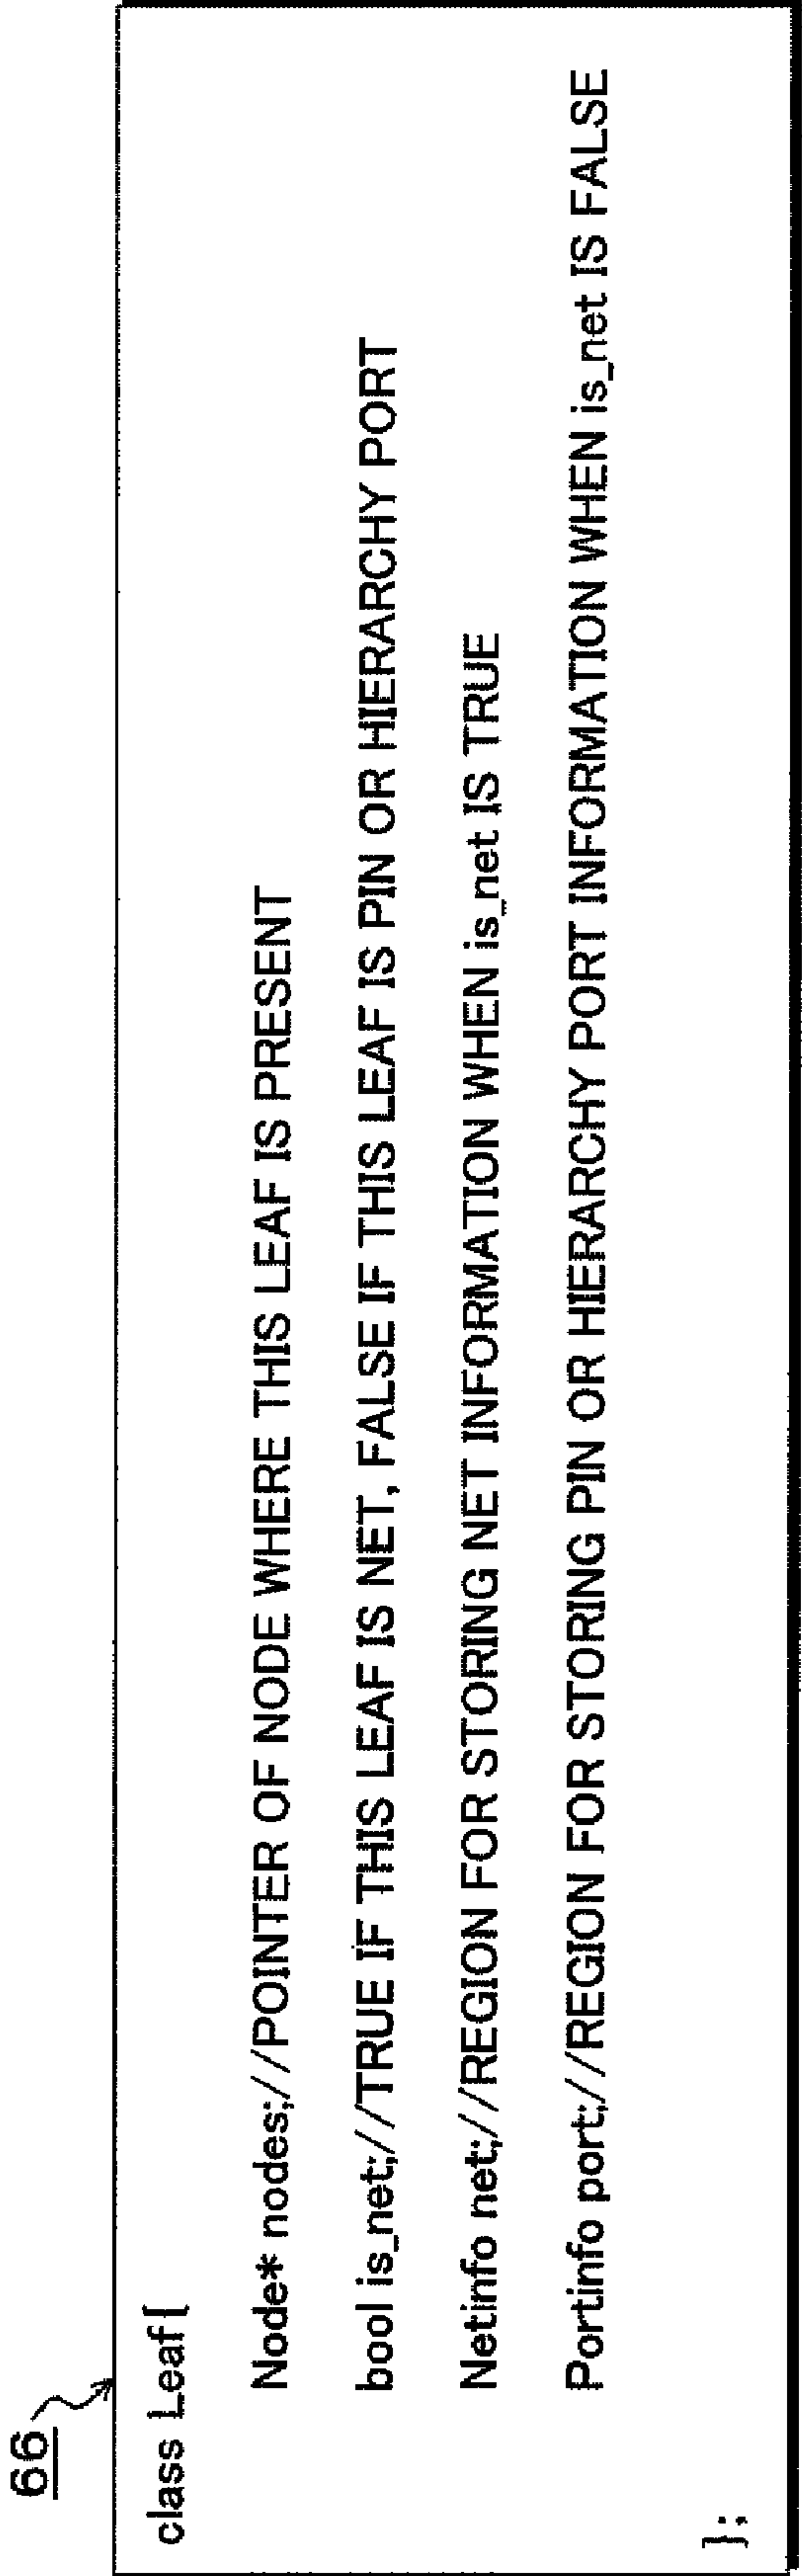 66
class Leaf{
Node* nodes;//POINTER OF NODE WHERE THIS LEAF IS PRESENT
bool is_net;//TRUE IF THIS LEAF IS NET, FALSE IF THIS LEAF IS PIN OR HIERARCHY PORT
Netinfo net;//REGION FOR STORING NET INFORMATION WHEN is_net IS TRUE
Portinfo port;//REGION FOR STORING PIN OR HIERARCHY PORT INFORMATION WHEN is_net IS FALSE
};